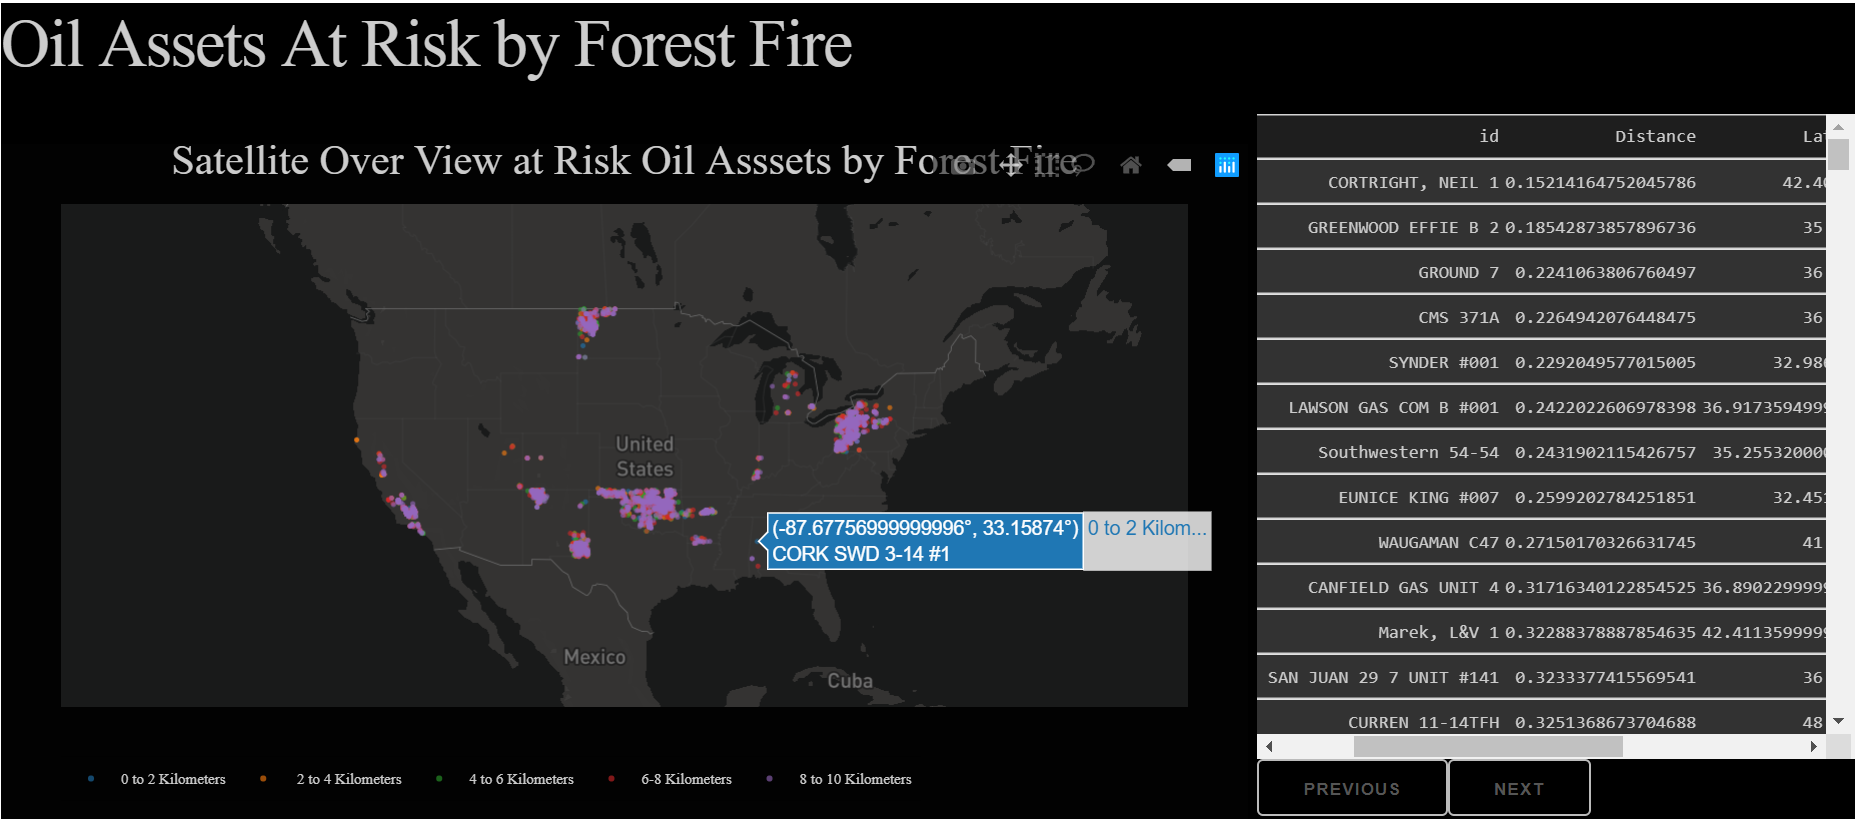 Oil Assets At Risk by Forest Fire
Satellite Over View at Risk Oil Asssets by Forest Fire
United
States
Mexico
Cuba
(-87.67756999999996°, 33.15874°)
CORK SWD 3-14 #1
0 to 2 Kilom...
0 to 2 Kilometers
2 to 4 Kilometers
4 to 6 Kilometers
6-8 Kilometers
8 to 10 Kilometers
id Distance Lat
CORTRIGHT, NEIL 1 0.15214164752045786 42.40
GREENWOOD EFFIE B 2 0.18542873857896736 35
GROUND 7 0.2241063806760497 36
CMS 371A 0.2264942076448475 36
SYNDER #001 0.2292049577015005 32.980
LAWSON GAS COM B #001 0.2422022606978398 36.9173594999
Southwestern 54-54 0.2431902115426757 35.25532000
EUNICE KING #007 0.2599202784251851 32.451
WAUGAMAN C47 0.27150170326631745 41
CANFIELD GAS UNIT 4 0.31716340122854525 36.8902299999
Marek, L&V 1 0.32288378887854635 42.4113599999
SAN JUAN 29 7 UNIT #141 0.3233377415569541 36
CURREN 11-14TFH 0.3251368673704688 48
PREVIOUS
NEXT